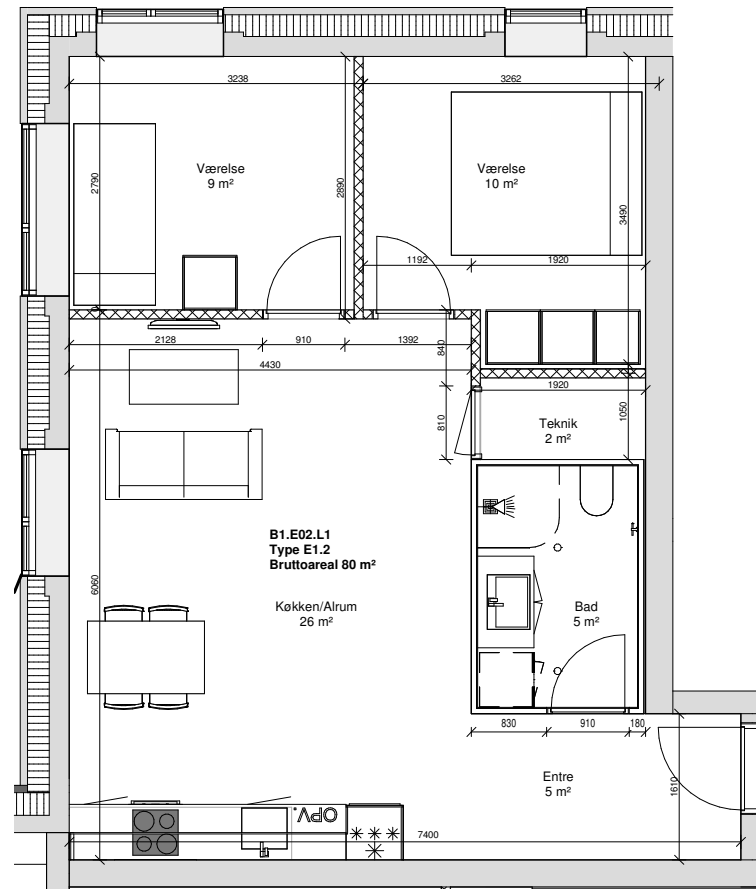 3238
3262
Værelse
9 m²
Værelse
10 m²
2790
2890
3490
1192
1920
0
2128
910
1392
840
4430
1920
810
1050
Teknik
2 m²
B1.E02.L1
Type E1.2
Bruttoareal 80 m²
6060
Køkken/Alrum
26 m²
Bad
5 m²
830
910
180
Entre
5 m²
1610
OPV.
7400